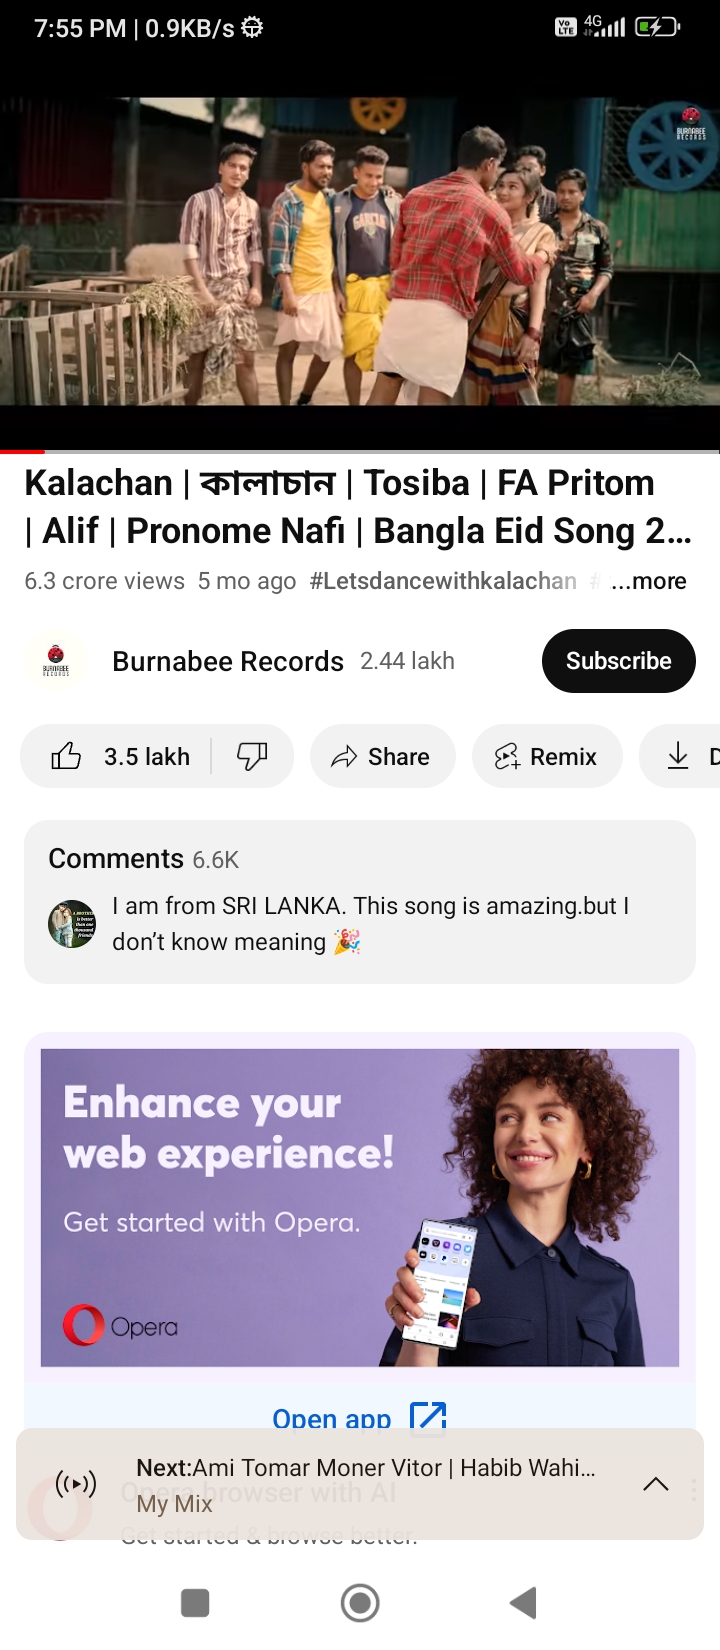 7:55 PM | 0.9KB/s
Vo LTE 4G
BURNABEE
RECORDS
Kalachan | কালাচান | Tosiba | FA Pritom
| Alif | Pronome Nafi | Bangla Eid Song 2...
6.3 crore views 5 mo ago #Letsdancewithkalachan # ...more
BURNABEE
RECORDS
Burnabee Records 2.44 lakh
Subscribe
3.5 lakh
Share
Remix
D
Comments 6.6K
I am from SRI LANKA. This song is amazing.but I
don’t know meaning 🎉
Enhance your
web experience!
Get started with Opera.
Opera
Open app
Next:Ami Tomar Moner Vitor | Habib Wahi...
My Mix
Opera browser with AI
Get started & browse better.